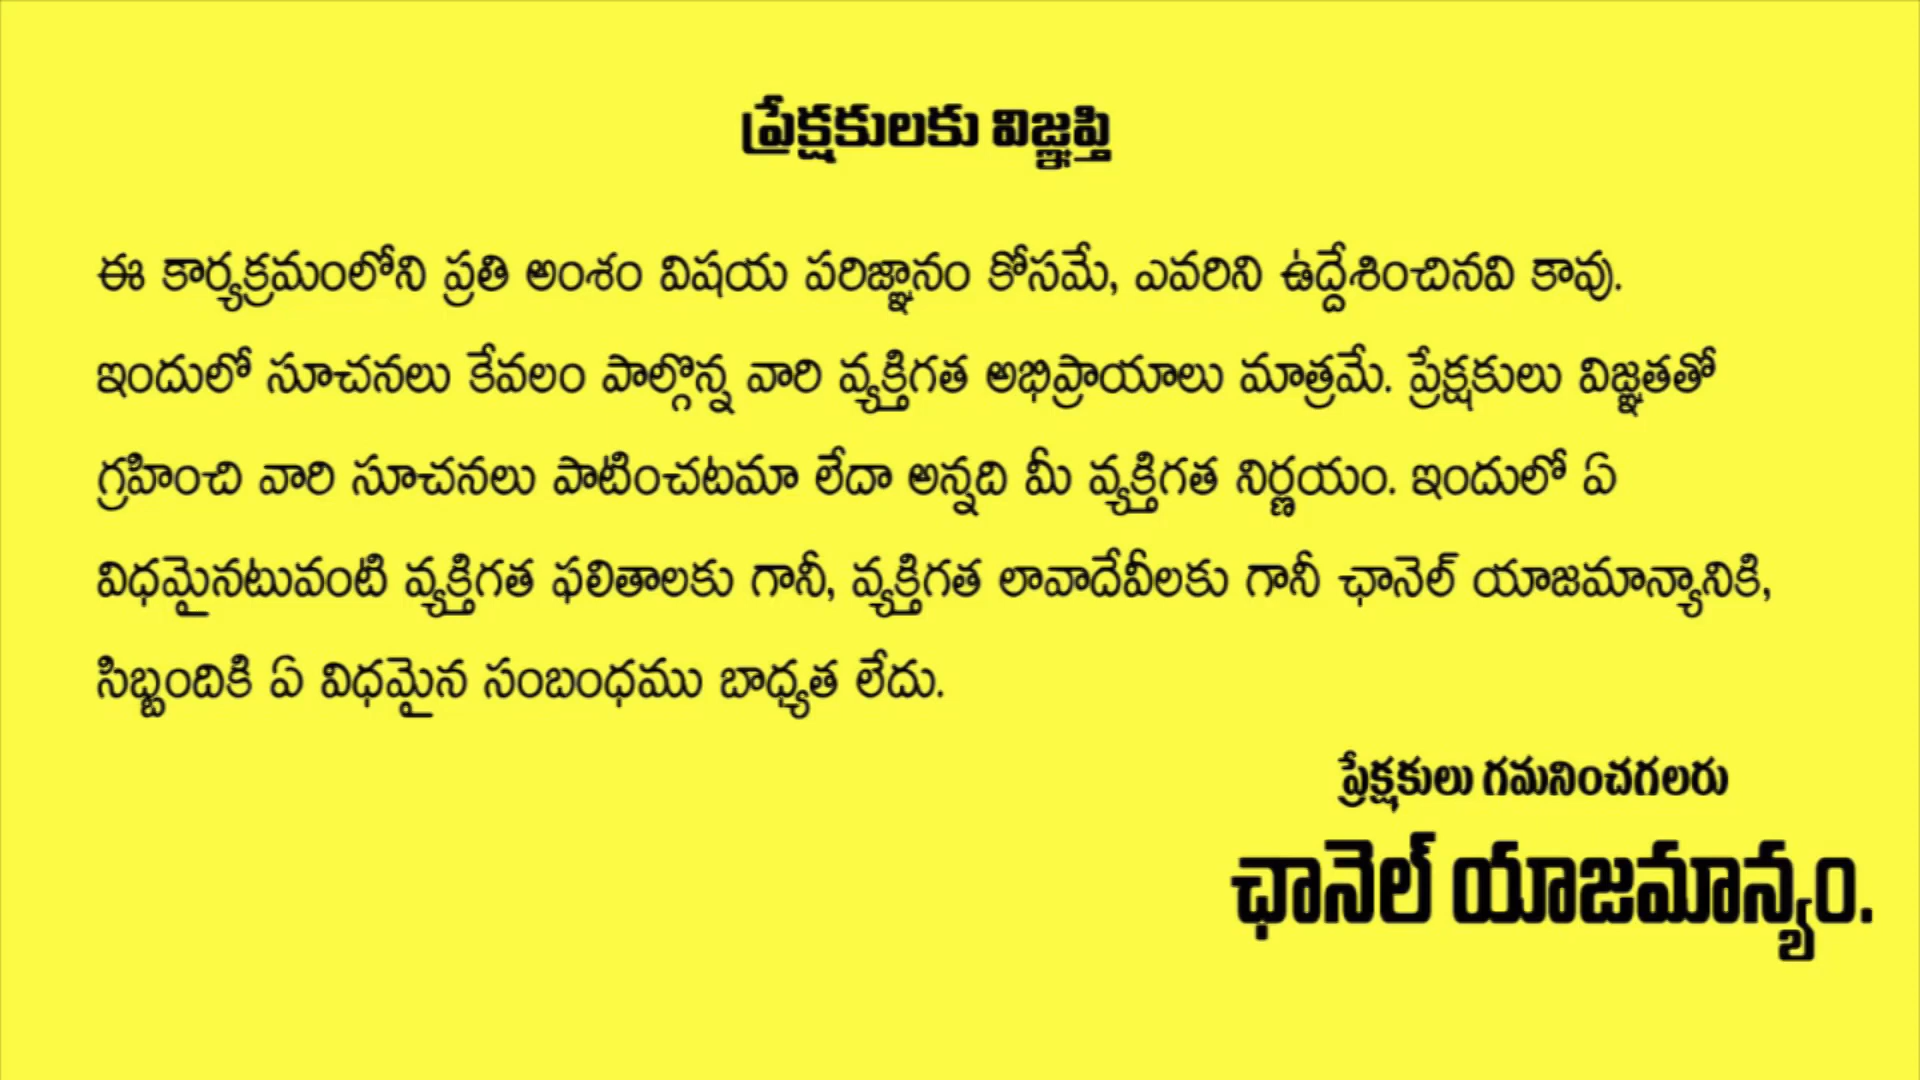 ప్రేక్షకులకు విజ్ఞప్తి
ఈ కార్యక్రమంలోని ప్రతి అంశం విషయ పరిజ్ఞానం కోసమే, ఎవరిని ఉద్దేశించినవి కావు.
ఇందులో సూచనలు కేవలం పాల్గొన్న వారి వ్యక్తిగత అభిప్రాయాలు మాత్రమే. ప్రేక్షకులు విజ్ఞతతో
గ్రహించి వారి సూచనలు పాటించటమా లేదా అన్నది మీ వ్యక్తిగత నిర్ణయం. ఇందులో ఏ
విధమైనటువంటి వ్యక్తిగత ఫలితాలకు గానీ, వ్యక్తిగత లావాదేవీలకు గానీ ఛానెల్ యాజమాన్యానికి,
సిబ్బందికి ఏ విధమైన సంబంధము బాధ్యత లేదు.
ప్రేక్షకులు గమనించగలరు
ఛానెల్ యాజమాన్యం.